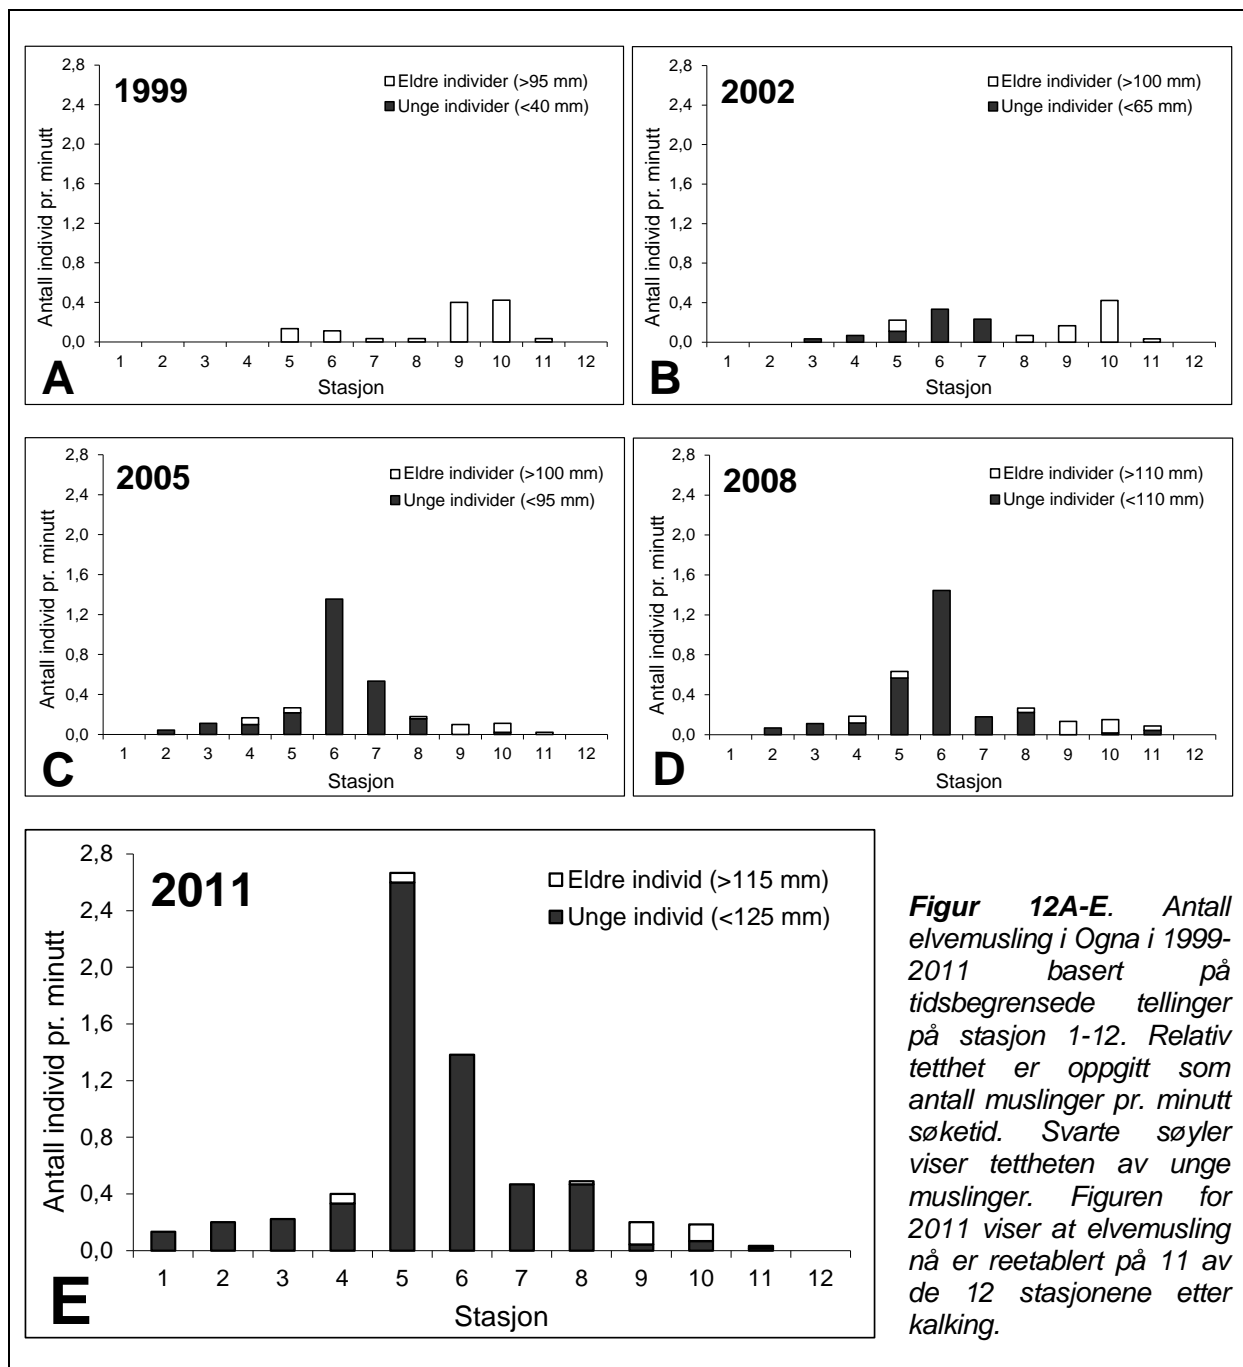 1999
Eldre individer (>95 mm)
Unge individer (<40 mm)
Antall individ pr. minutt
2,8
2,4
2,0
1,6
1,2
0,8
0,4
0,0
1 2 3 4 5 6 7 8 9 10 11 12
Stasjon
A
2002
Eldre individer (>100 mm)
Unge individer (<65 mm)
Antall individ pr. minutt
2,8
2,4
2,0
1,6
1,2
0,8
0,4
0,0
1 2 3 4 5 6 7 8 9 10 11 12
Stasjon
B
2005
Eldre individer (>100 mm)
Unge individer (<95 mm)
Antall individ pr. minutt
2,8
2,4
2,0
1,6
1,2
0,8
0,4
0,0
1 2 3 4 5 6 7 8 9 10 11 12
Stasjon
C
2008
Eldre individer (>110 mm)
Unge individer (<110 mm)
Antall individ pr. minutt
2,8
2,4
2,0
1,6
1,2
0,8
0,4
0,0
1 2 3 4 5 6 7 8 9 10 11 12
Stasjon
D
2011
Eldre individ (>115 mm)
Unge individ (<125 mm)
Antall individ pr. minutt
2,8
2,4
2,0
1,6
1,2
0,8
0,4
0,0
1 2 3 4 5 6 7 8 9 10 11 12
Stasjon
E
Figur 12A-E. Antall
elvemusling i Ogna i 1999-
2011 basert på
tidsbegrensede tellinger
på stasjon 1-12. Relativ
tetthet er oppgitt som
antall muslinger pr. minutt
søketid. Svarte søyler
viser tettheten av unge
muslinger. Figuren for
2011 viser at elvemusling
nå er reetablert på 11 av
de 12 stasjonene etter
kalking.